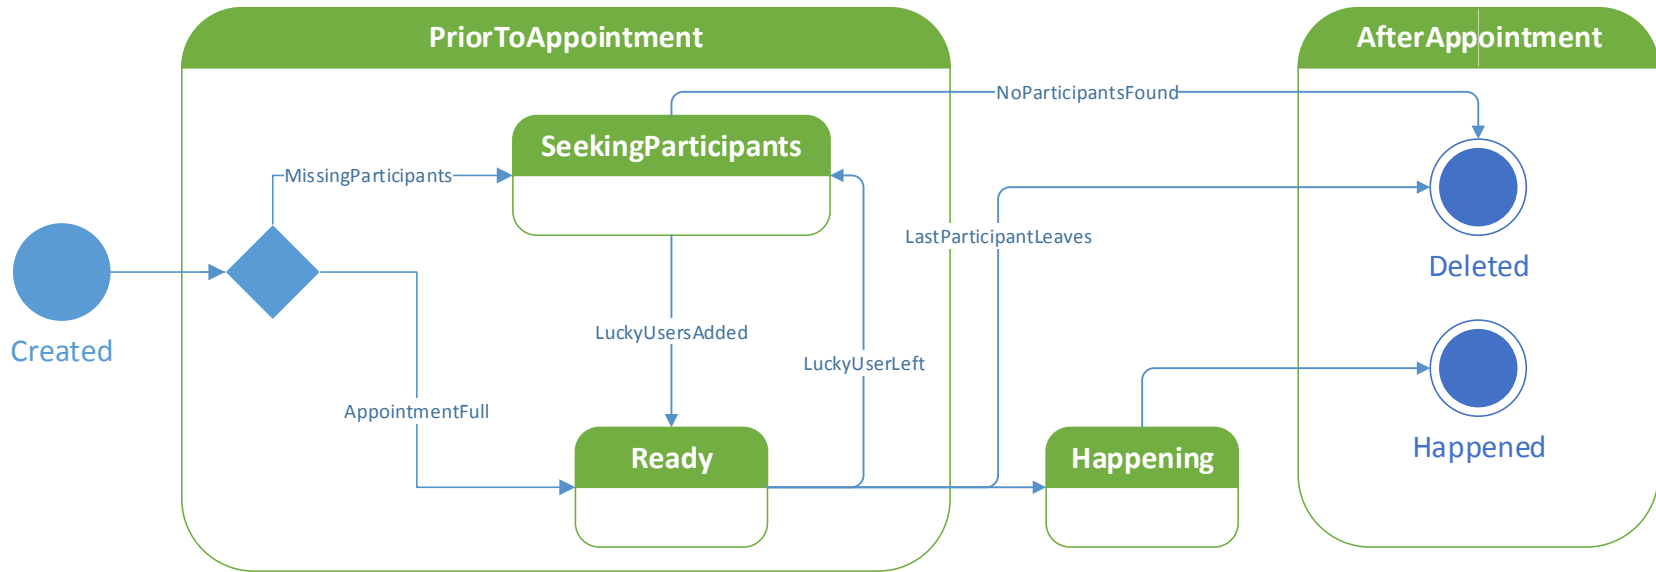 PriorToAppointment
AfterAppointment
NoParticipantsFound
SeekingParticipants
MissingParticipants
LastParticipantLeaves
Deleted
Created
LuckyUsersAdded
LuckyUserLeft
AppointmentFull
Ready
Happening
Happened